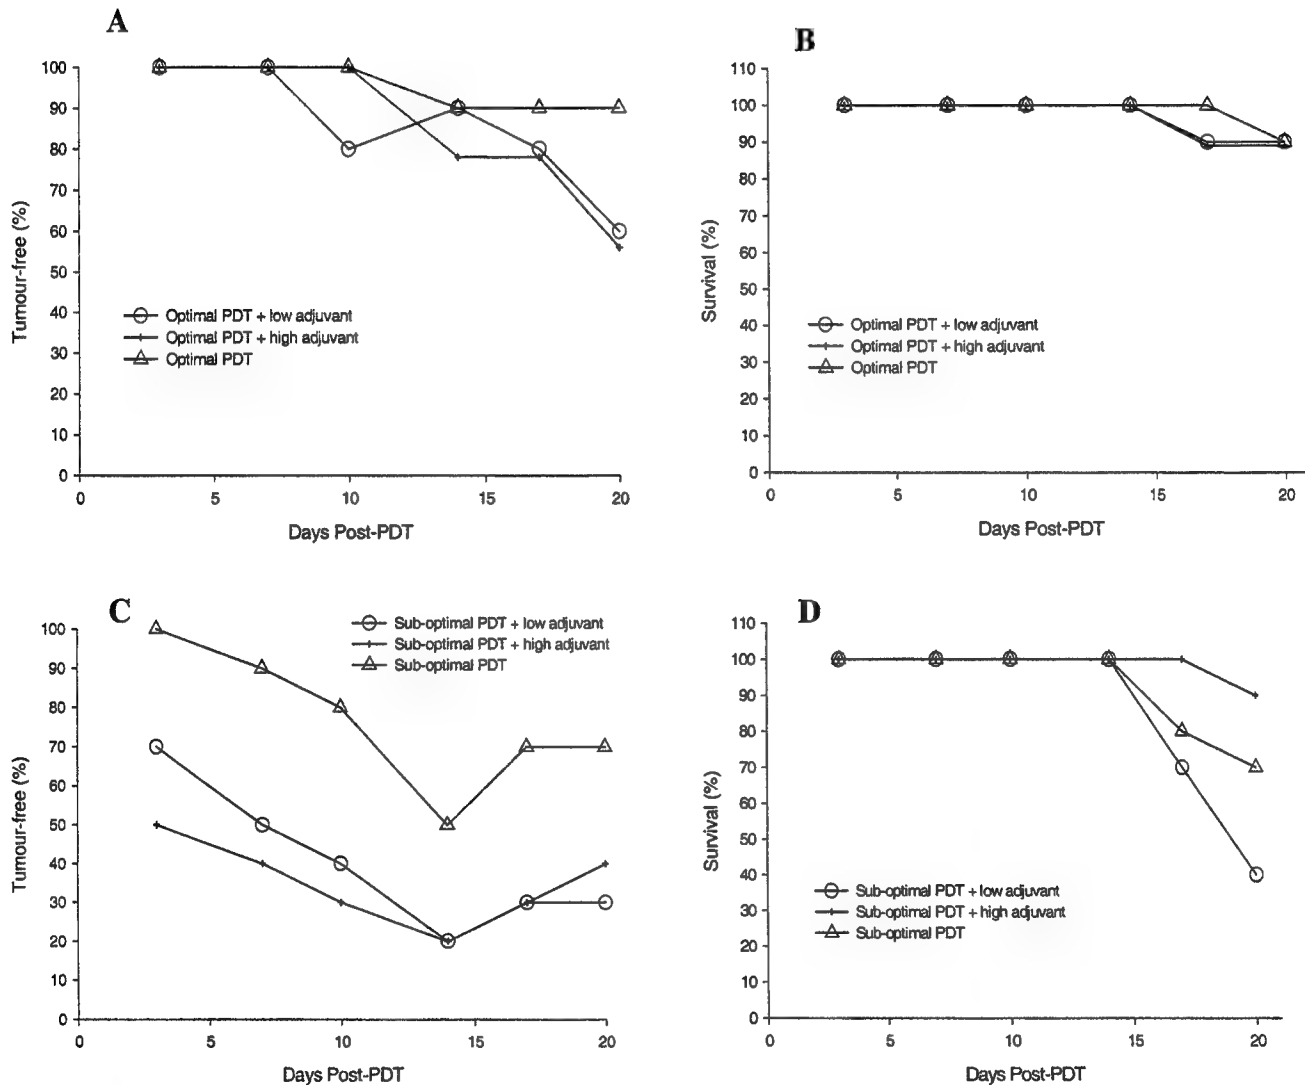 A
100
90
80
70
60
50
40
30
20
10
0
Tumour-free (%)
Optimal PDT + low adjuvant
Optimal PDT + high adjuvant
Optimal PDT
0 5 10 15 20
Days Post-PDT
B
110
100
90
80
70
60
50
40
30
20
10
0
Survival (%)
Optimal PDT + low adjuvant
Optimal PDT + high adjuvant
Optimal PDT
0 5 10 15 20
Days Post-PDT
C
100
90
80
70
60
50
40
30
20
10
0
Tumour-free (%)
Sub-optimal PDT + low adjuvant
Sub-optimal PDT + high adjuvant
Sub-optimal PDT
0 5 10 15 20
Days Post-PDT
D
110
100
90
80
70
60
50
40
30
20
10
0
Survival (%)
Sub-optimal PDT + low adjuvant
Sub-optimal PDT + high adjuvant
Sub-optimal PDT
0 5 10 15 20
Days Post-PDT